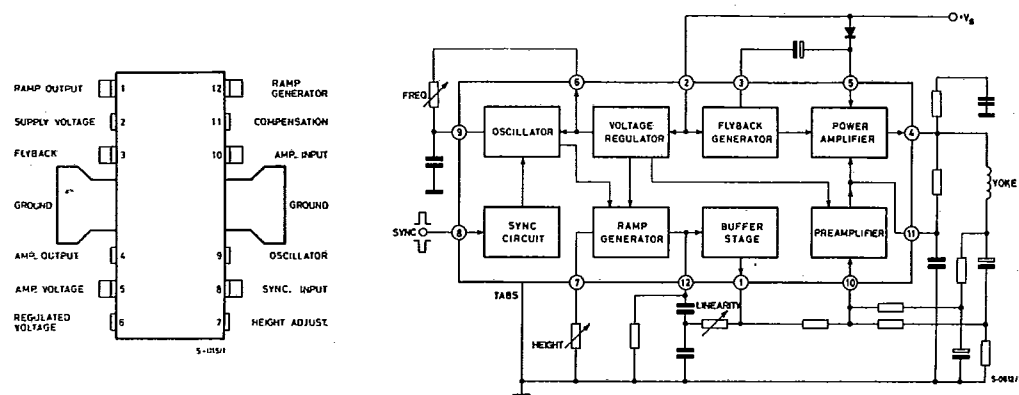 RAMP OUTPUT
1
12
RAMP
GENERATOR
SUPPLY VOLTAGE
2
11
COMPENSATION
FLYBACK
3
10
AMP. INPUT
GROUND
GROUND
AMP. OUTPUT
4
9
OSCILLATOR
AMP. VOLTAGE
5
8
SYNC. INPUT
REGULATED
VOLTAGE
6
7
HEIGHT ADJUST.
+Vs
6
2
3
5
FREQ.
9
OSCILLATOR
VOLTAGE
REGULATOR
FLYBACK
GENERATOR
POWER
AMPLIFIER
4
YOKE
SYNC
8
SYNC
CIRCUIT
RAMP
GENERATOR
BUFFER
STAGE
PREAMPLIFIER
11
TABS
7
12
1
10
LINEARITY
HEIGHT